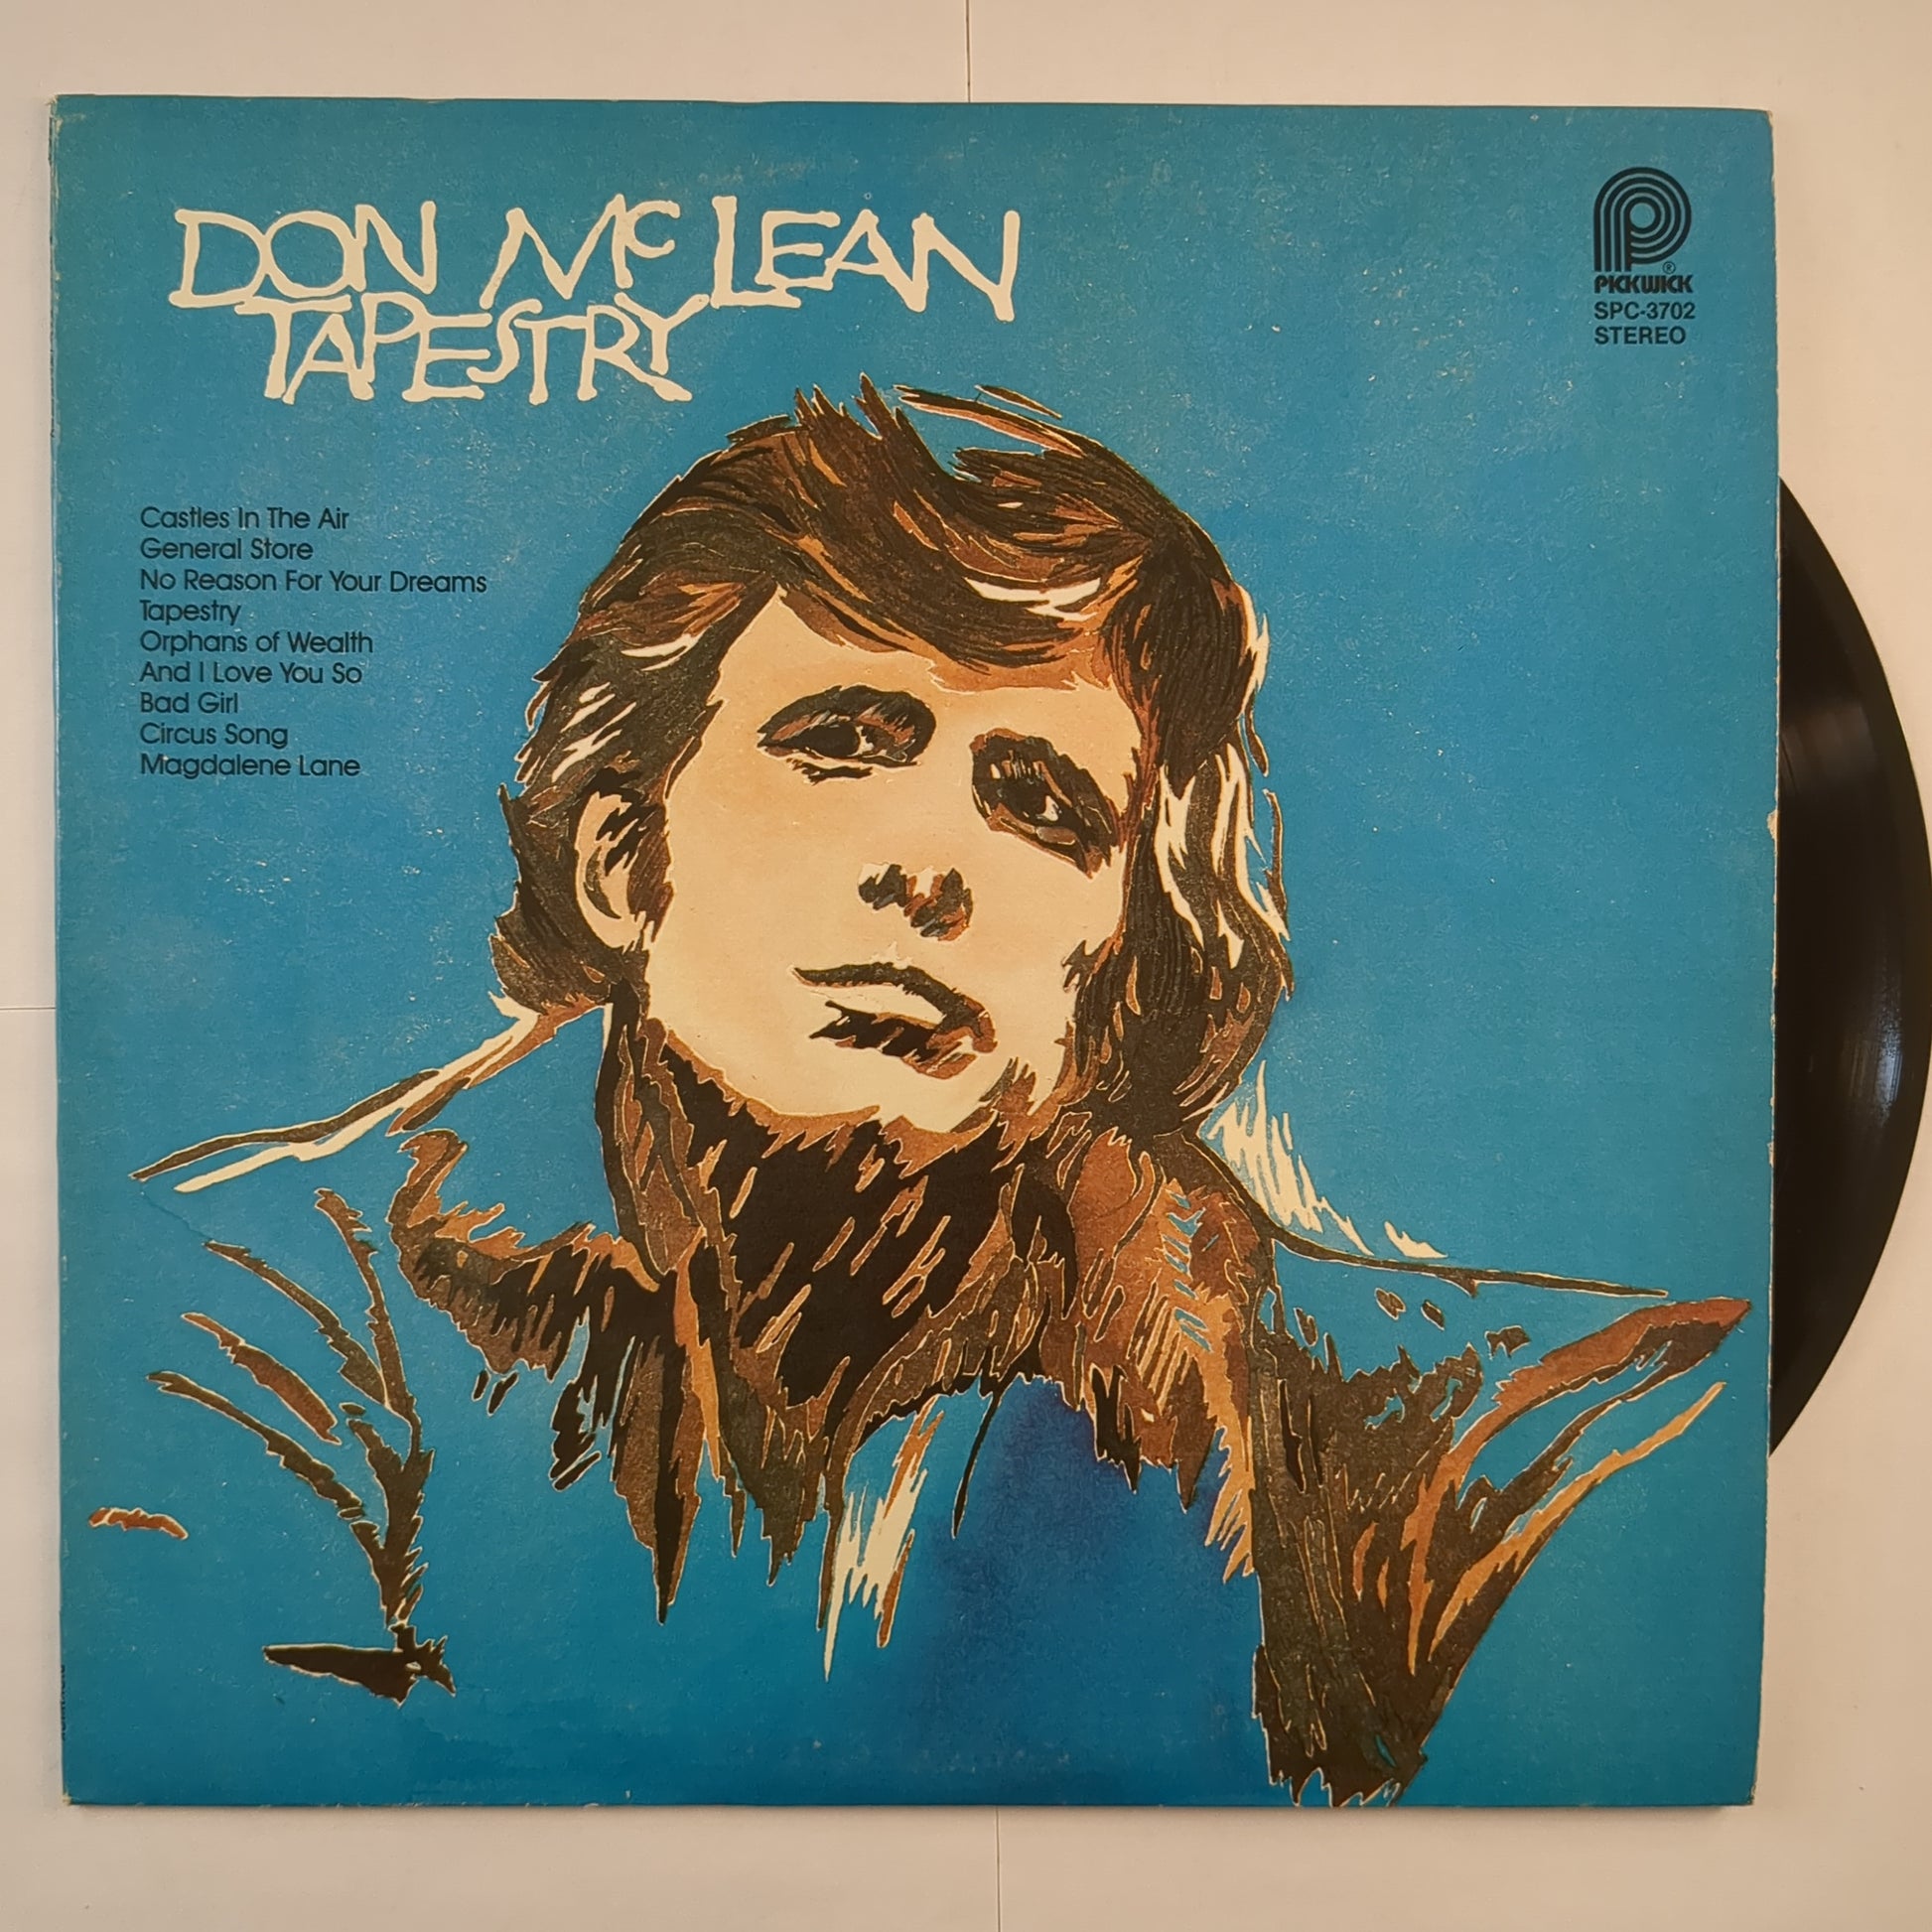 DON McLEAN
TAPESTRY
PICKWICK®
SPC-3702
STEREO
Castles In The Air
General Store
No Reason For Your Dreams
Tapestry
Orphans of Wealth
And I Love You So
Bad Girl
Circus Song
Magdalene Lane